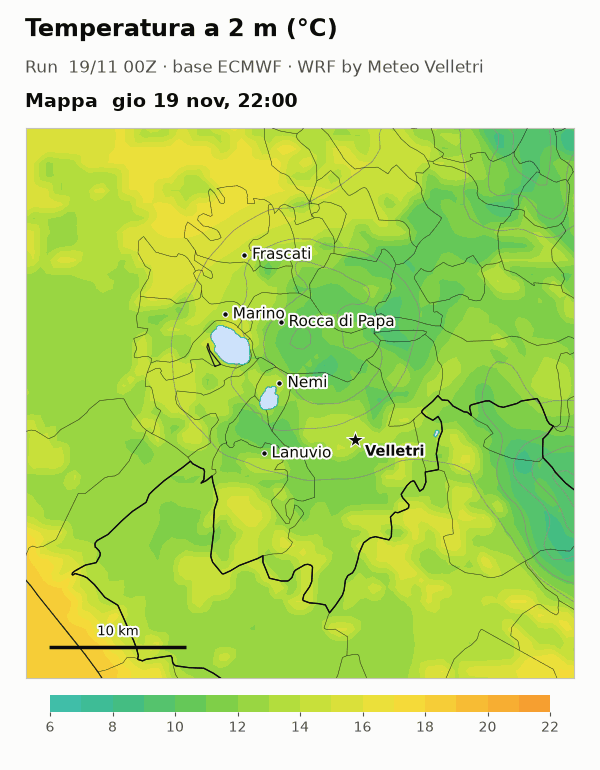 Temperatura a 2 m (°C)
Run  19/11 00Z · base ECMWF · WRF by Meteo Velletri
Mappa  gio 19 nov, 22:00
Frascati
Marino
Rocca di Papa
Nemi
Velletri
Lanuvio
10 km
6 8 10 12 14 16 18 20 22